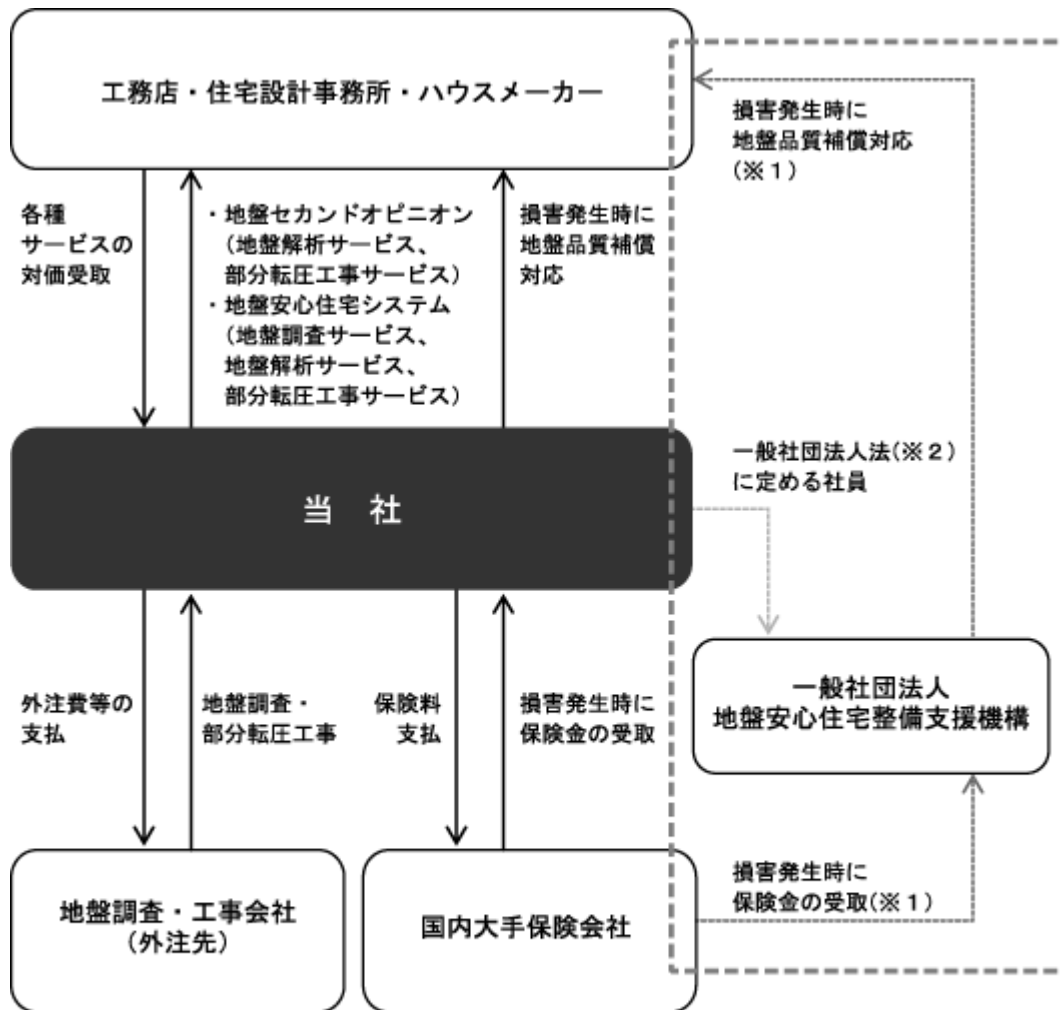 工務店・住宅設計事務所・ハウスメーカー
損害発生時に
地盤品質補償対応
(※1)
各種
サービスの
対価受取
・地盤セカンドオピニオン
(地盤解析サービス、
部分転圧工事サービス)
・地盤安心住宅システム
(地盤調査サービス、
地盤解析サービス、
部分転圧工事サービス)
損害発生時に
地盤品質補償
対応
一般社団法人法(※2)
に定める社員
当 社
外注費等の
支払
地盤調査・
部分転圧工事
保険料
支払
損害発生時に
保険金の受取
一般社団法人
地盤安心住宅整備支援機構
地盤調査・工事会社
(外注先)
国内大手保険会社
損害発生時に
保険金の受取(※1)